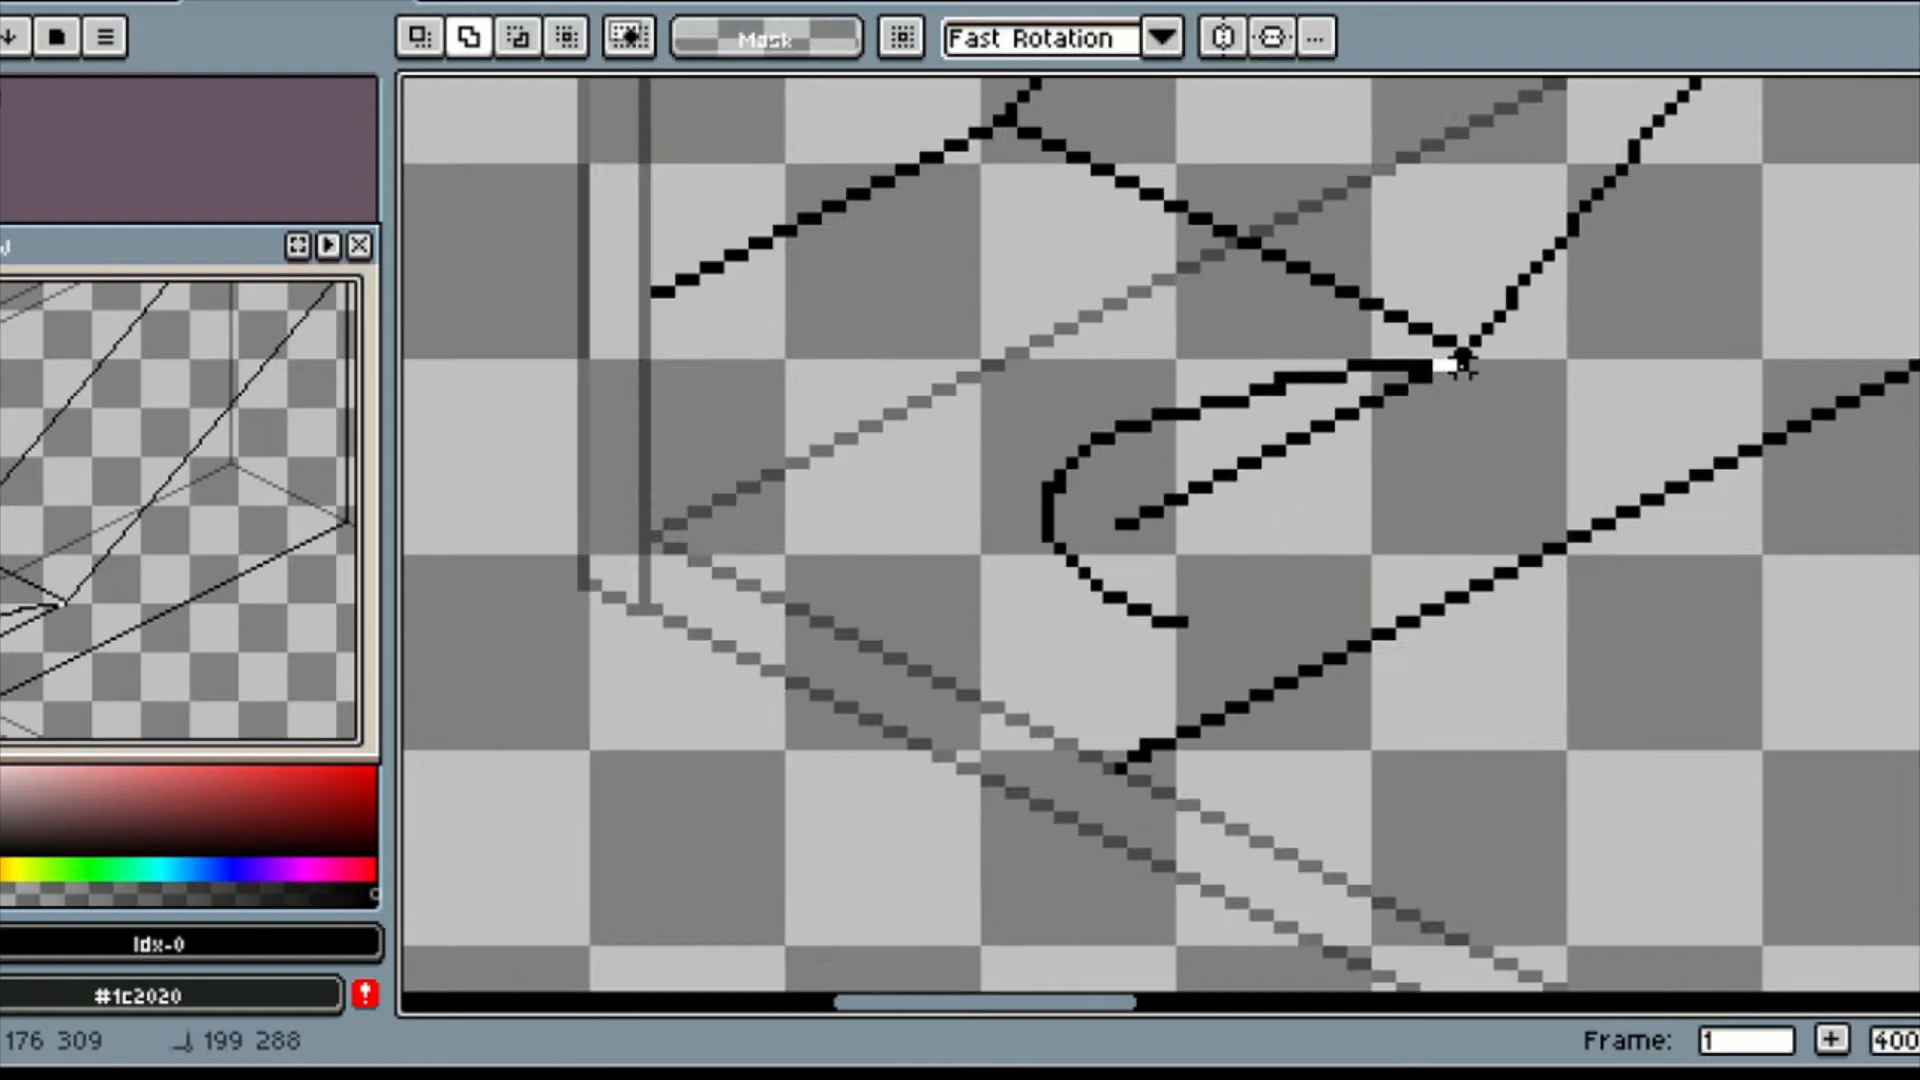 Mask
Fast Rotation
...
Idx-0
#1c2020
!
176 309
199 288
Frame:
1
+
400